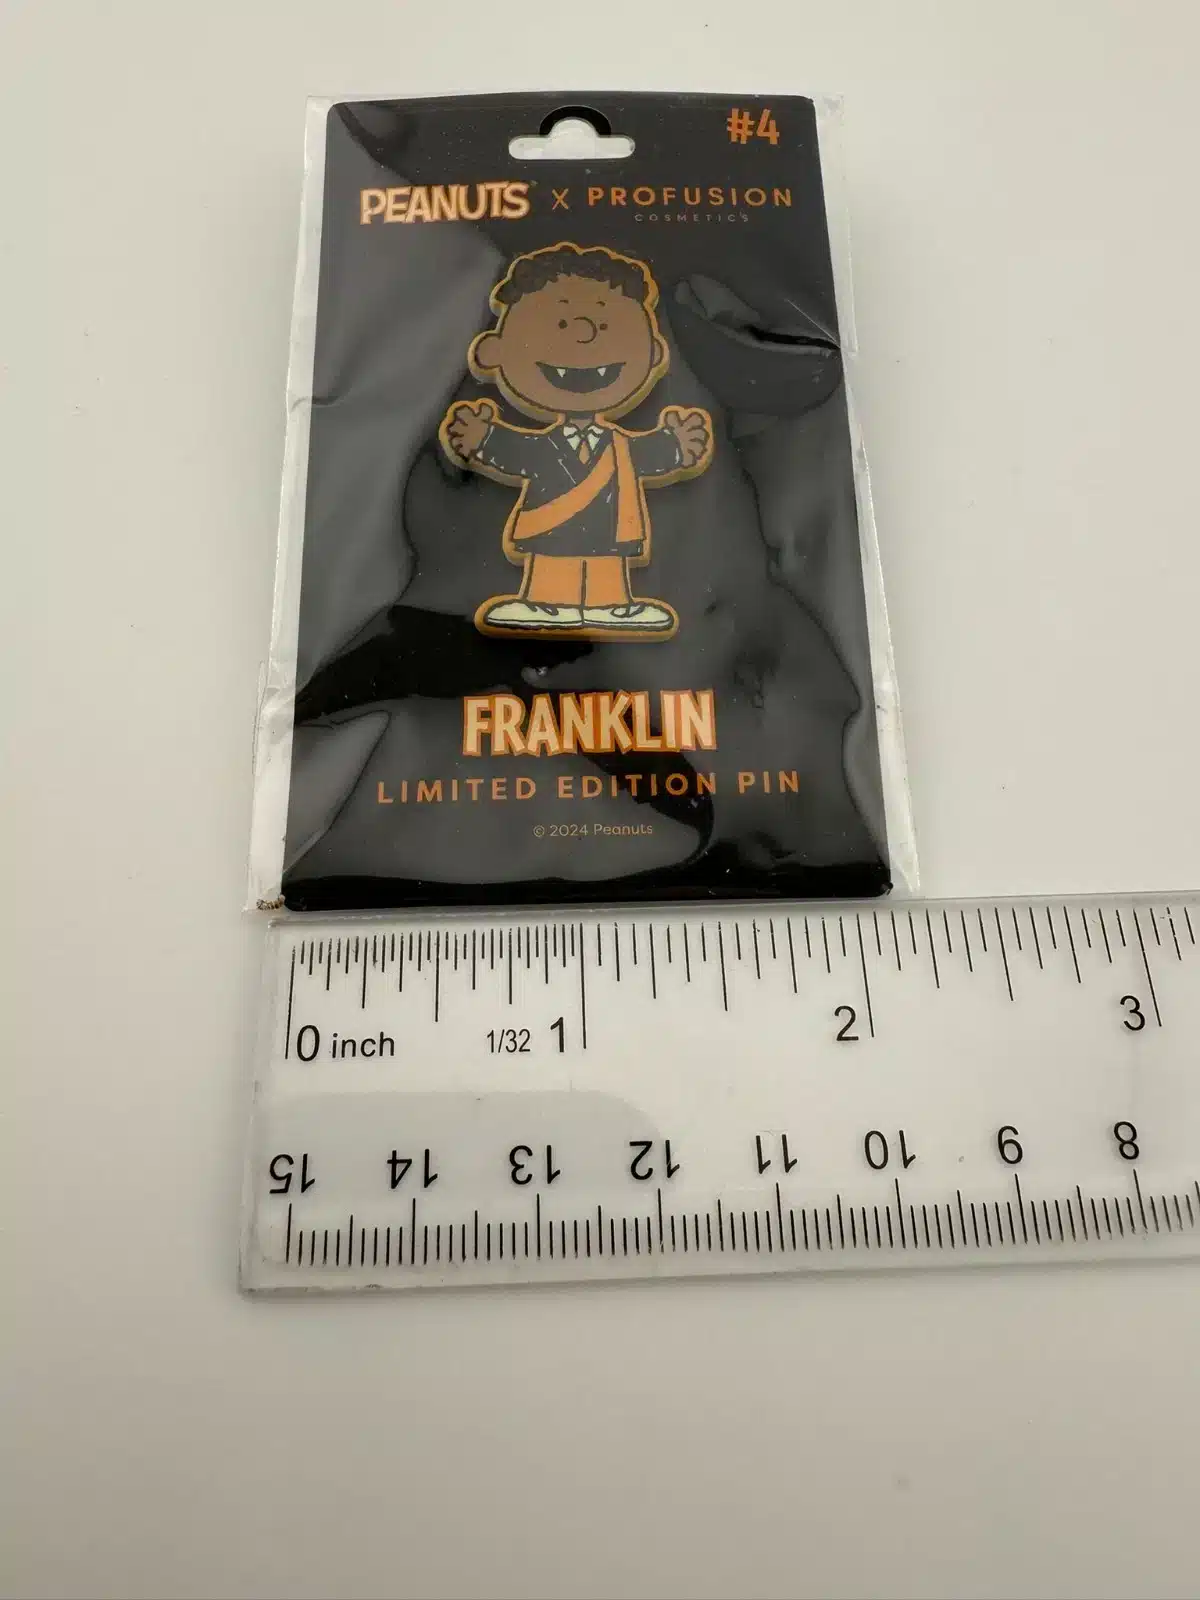 #4
PEANUTS X PROFUSION
COSMETICS
FRANKLIN
LIMITED EDITION PIN
© 2024 Peanuts
0 inch 1/32 1 2 3
15 14 13 12 11 10 9 8